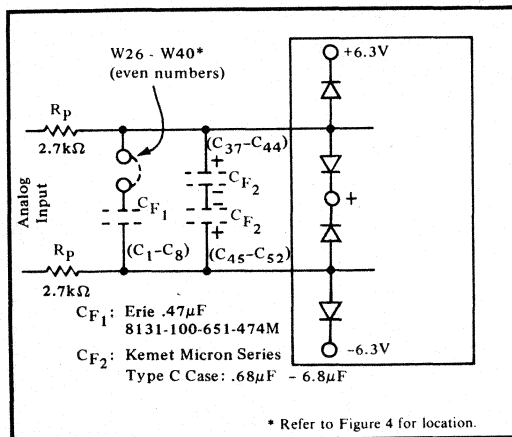 W26 - W40*
(even numbers)
+6.3V
Rp
2.7kΩ
(C37-C44)
+
CF2
−
−
CF2
+
+
Analog
Input
CF1
(C1-C8)
(C45-C52)
Rp
2.7kΩ
CF1: Erie .47μF
8131-100-651-474M
CF2: Kemet Micron Series
Type C Case: .68μF - 6.8μF
-6.3V
* Refer to Figure 4 for location.